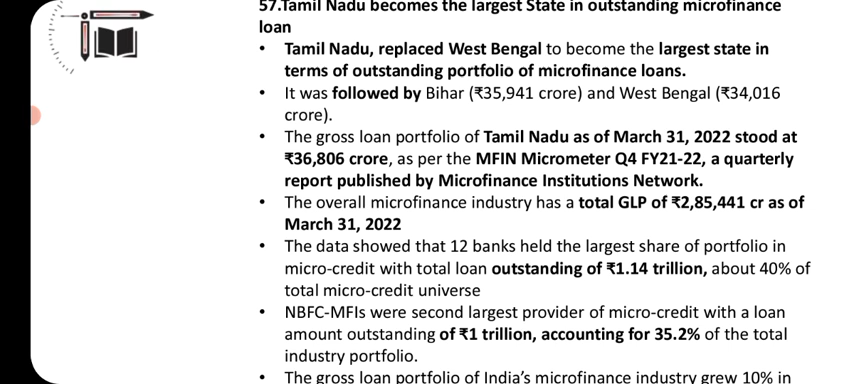 57.Tamil Nadu becomes the largest State in outstanding microfinance
loan
• Tamil Nadu, replaced West Bengal to become the largest state in
terms of outstanding portfolio of microfinance loans.
• It was followed by Bihar (₹35,941 crore) and West Bengal (₹34,016
crore).
• The gross loan portfolio of Tamil Nadu as of March 31, 2022 stood at
₹36,806 crore, as per the MFIN Micrometer Q4 FY21-22, a quarterly
report published by Microfinance Institutions Network.
• The overall microfinance industry has a total GLP of ₹2,85,441 cr as of
March 31, 2022
• The data showed that 12 banks held the largest share of portfolio in
micro-credit with total loan outstanding of ₹1.14 trillion, about 40% of
total micro-credit universe
• NBFC-MFIs were second largest provider of micro-credit with a loan
amount outstanding of ₹1 trillion, accounting for 35.2% of the total
industry portfolio.
• The gross loan portfolio of India's microfinance industry grew 10% in